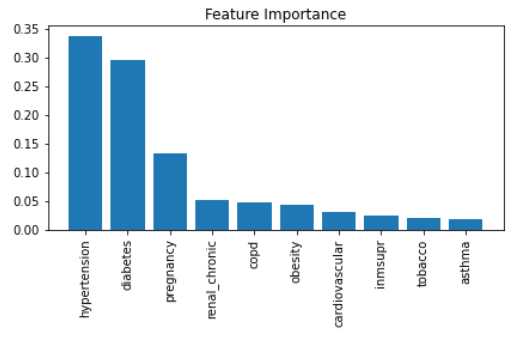 Feature Importance
0.35
0.30
0.25
0.20
0.15
0.10
0.05
0.00
hypertension
diabetes
pregnancy
renal_chronic
copd
obesity
cardiovascular
inmsupr
tobacco
asthma